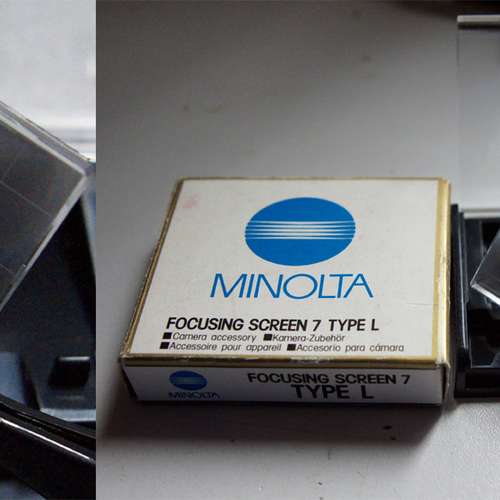 MINOLTA
FOCUSING SCREEN 7 TYPE L
■Camera accessory ■Kamera-Zubehör
■Accessoire pour appareil ■Accesorio para cámara
MINOLTA
FOCUSING SCREEN 7
TYPE L